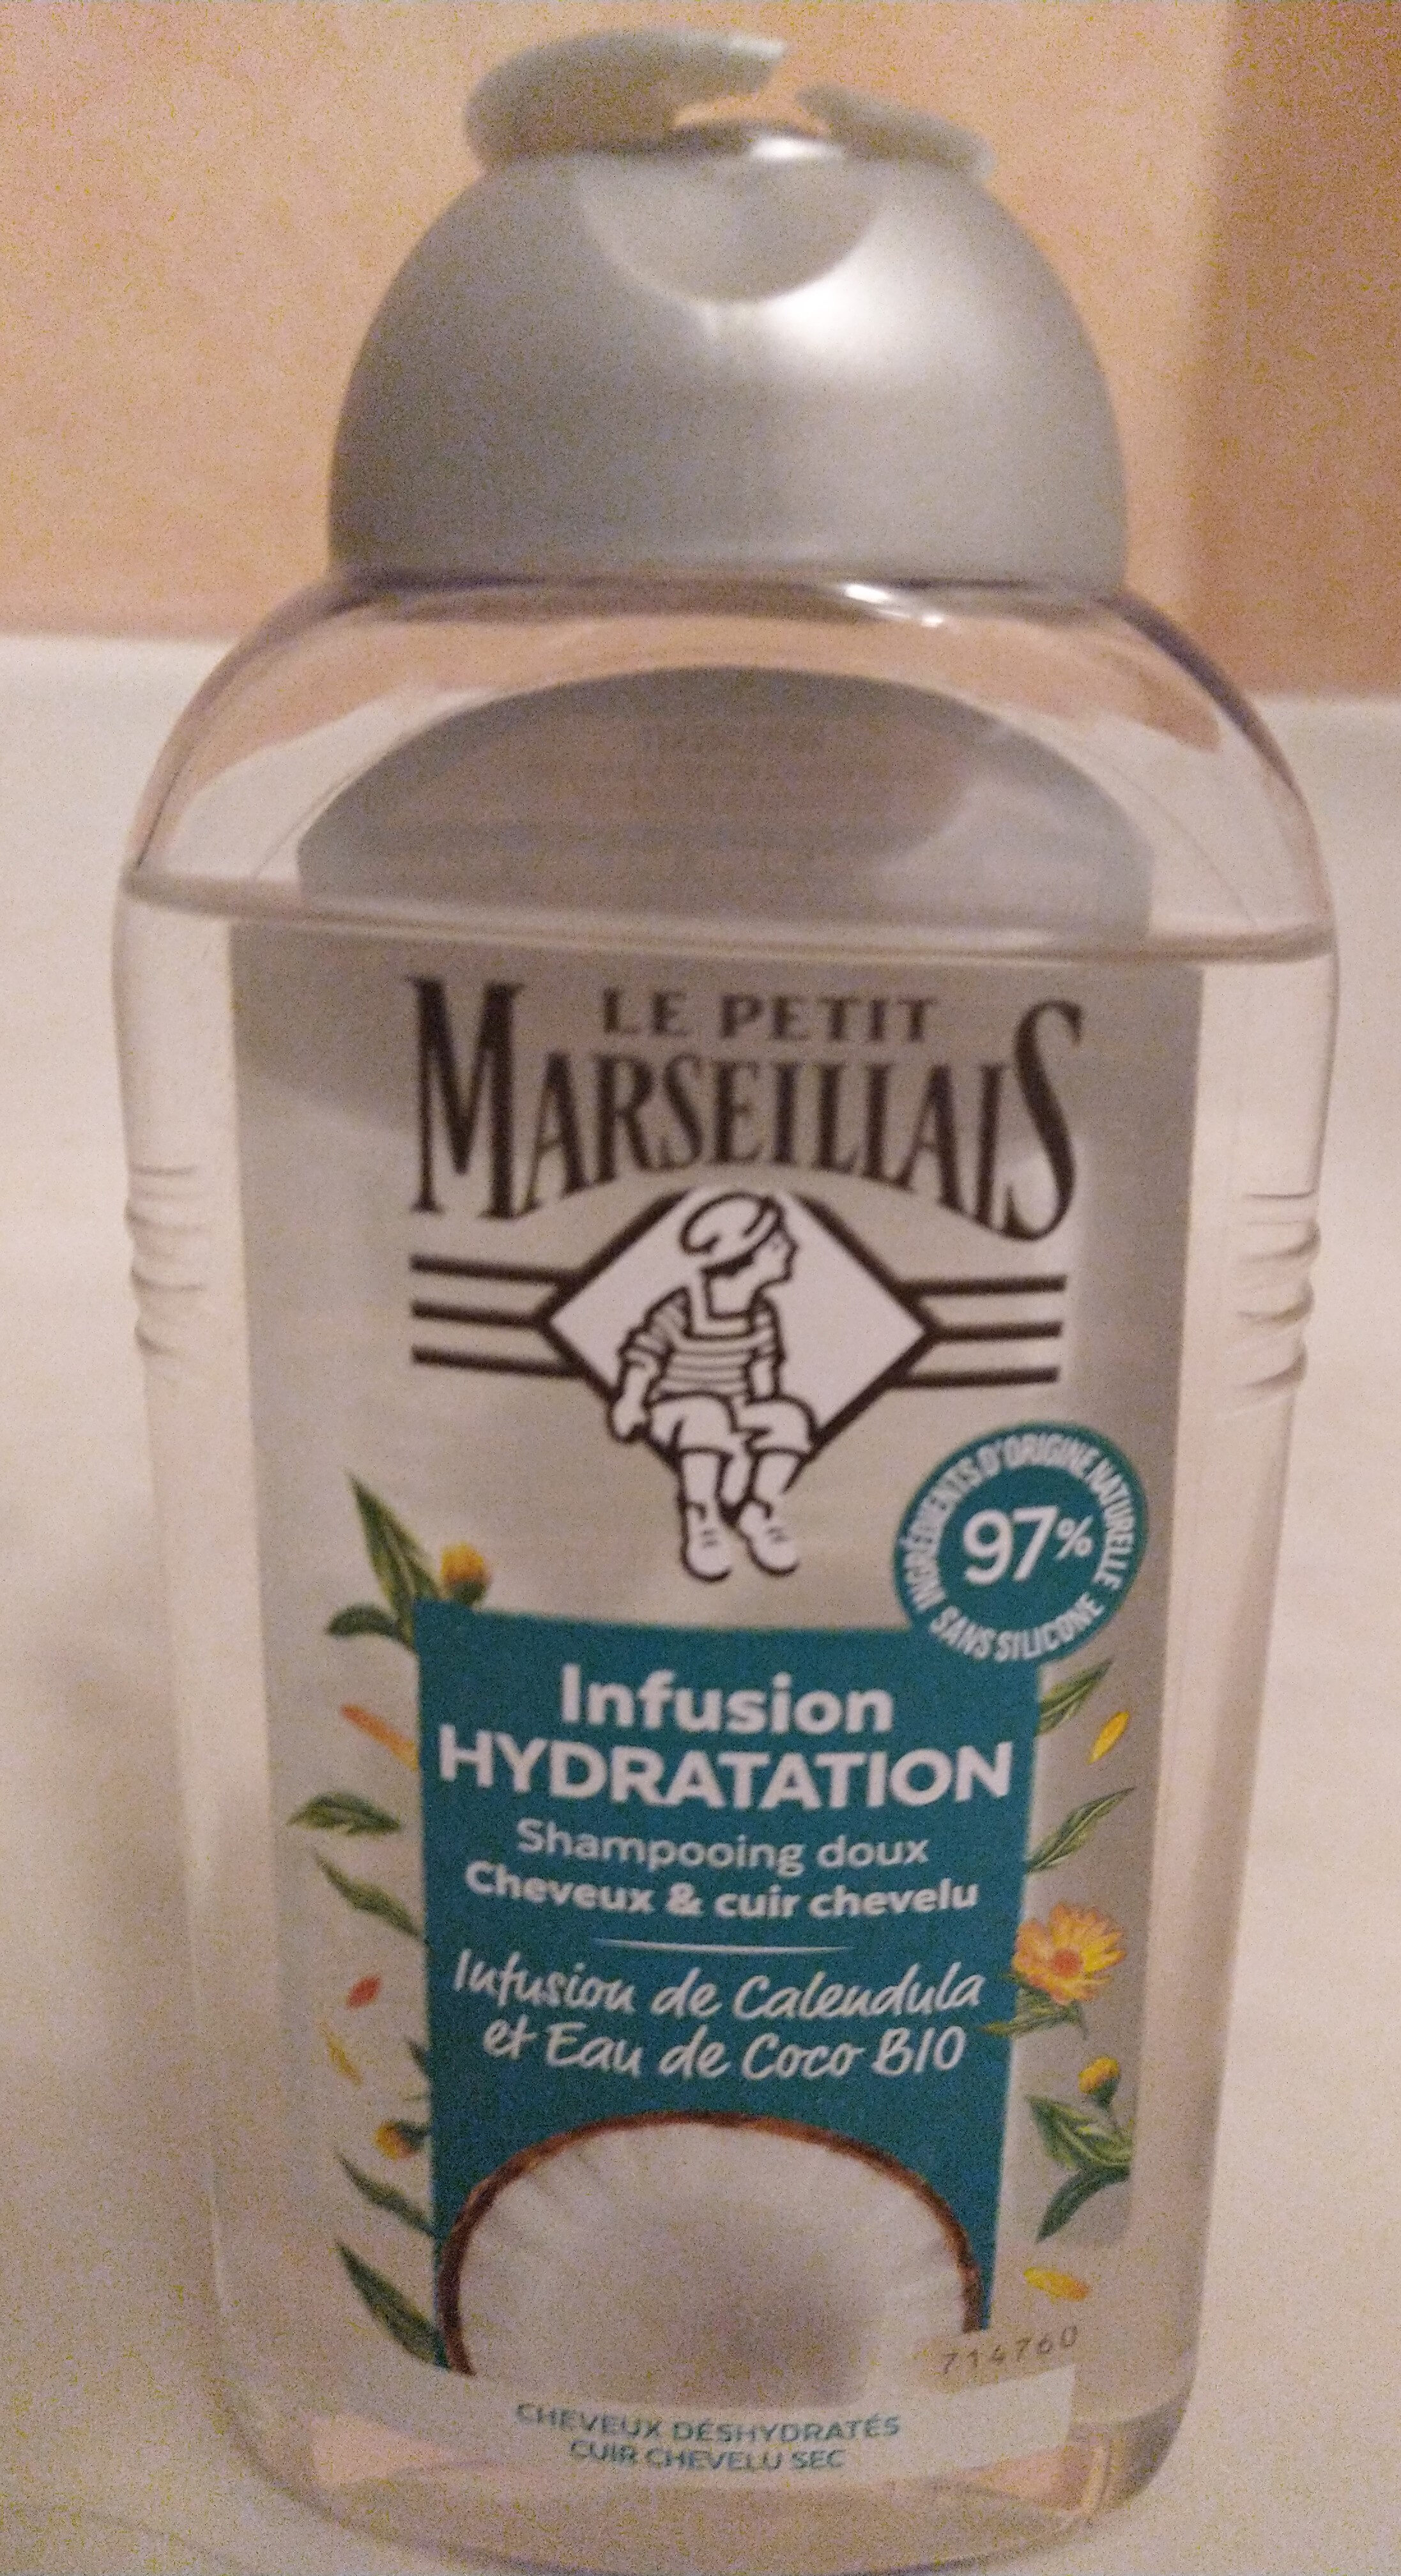 LE PETIT
MARSEILLAIS
INGRÉDIENTS D'ORIGINE NATURELLE
97%
SANS SILICONE
Infusion
HYDRATATION
Shampooing doux
Cheveux & cuir chevelu
Infusion de Calendula
et Eau de Coco BIO
714760
CHEVEUX DÉSHYDRATÉS
CUIR CHEVELU SEC